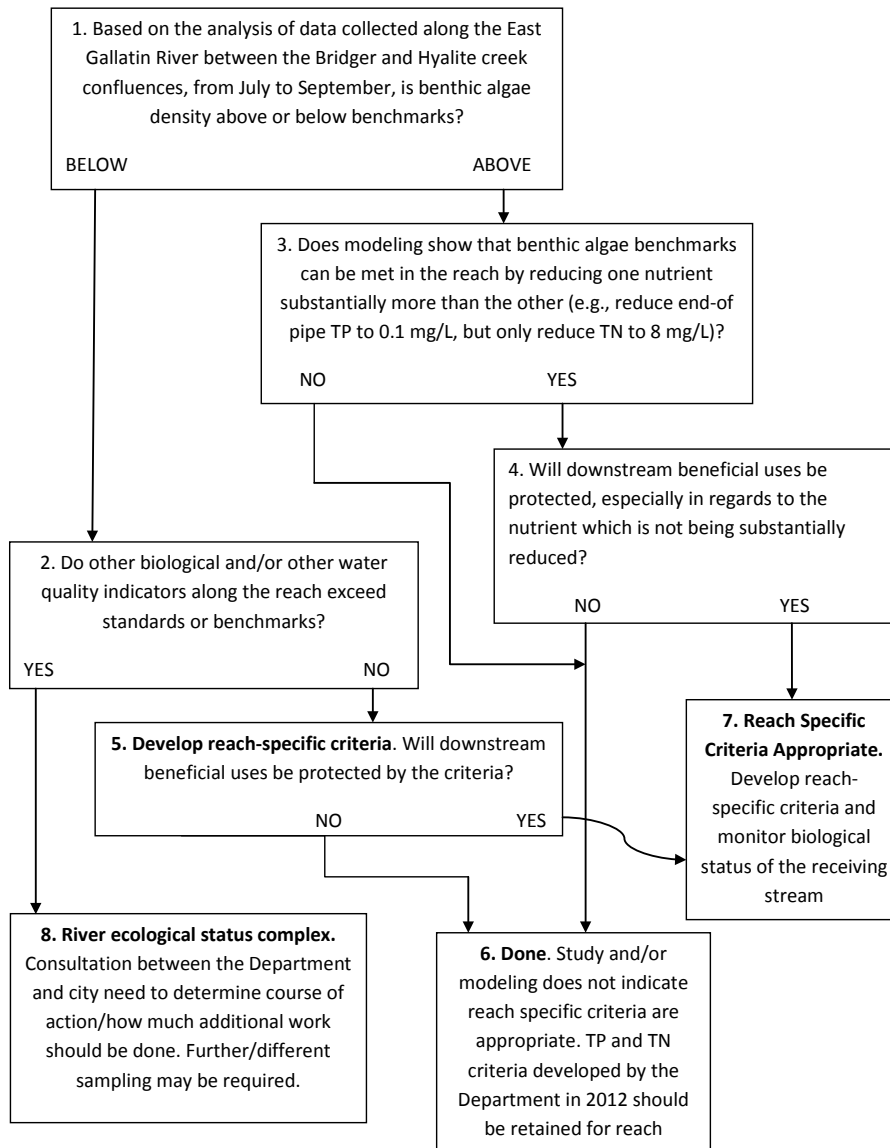 1. Based on the analysis of data collected along the East
Gallatin River between the Bridger and Hyalite creek
confluences, from July to September, is benthic algae
density above or below benchmarks?
BELOW ABOVE
3. Does modeling show that benthic algae benchmarks
can be met in the reach by reducing one nutrient
substantially more than the other (e.g., reduce end-of
pipe TP to 0.1 mg/L, but only reduce TN to 8 mg/L)?
NO YES
4. Will downstream beneficial uses be
protected, especially in regards to the
nutrient which is not being substantially
reduced?
NO YES
2. Do other biological and/or other water
quality indicators along the reach exceed
standards or benchmarks?
YES NO
5. Develop reach-specific criteria. Will downstream
beneficial uses be protected by the criteria?
NO YES
7. Reach Specific
Criteria Appropriate.
Develop reach-
specific criteria and
monitor biological
status of the receiving
stream
8. River ecological status complex.
Consultation between the Department
and city need to determine course of
action/how much additional work
should be done. Further/different
sampling may be required.
6. Done. Study and/or
modeling does not indicate
reach specific criteria are
appropriate. TP and TN
criteria developed by the
Department in 2012 should
be retained for reach